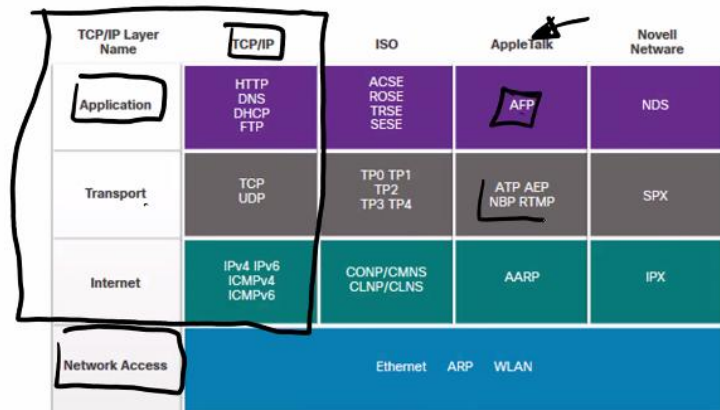 TCP/IP Layer
Name
TCP/IP
ISO
AppleTalk
Novell
Netware
Application
HTTP
DNS
DHCP
FTP
ACSE
ROSE
TRSE
SESE
AFP
NDS
Transport
TCP
UDP
TP0 TP1
TP2
TP3 TP4
ATP AEP
NBP RTMP
SPX
Internet
IPv4 IPv6
ICMPv4
ICMPv6
CONP/CMNS
CLNP/CLNS
AARP
IPX
Network Access
Ethernet ARP WLAN